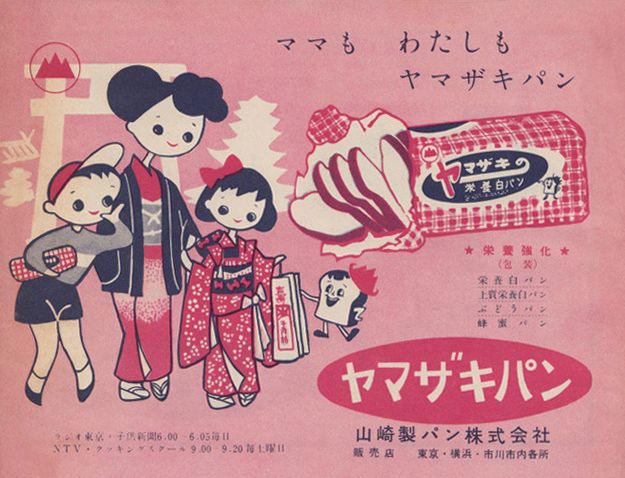 ママも わたしも
ヤマザキパン
ヤマザキの
栄養白パン
★ 栄養強化 ★
(包装)
栄養白パン
上質栄養白パン
ぶどうパン
蜂蜜パン
千歳
ヤマザキパン
山崎製パン株式会社
販売店 東京・横浜・市川市内各所
ラジオ東京・子供新聞6.00-6.05毎日
NTV・クッキングスクール9.00-9.20毎土曜日